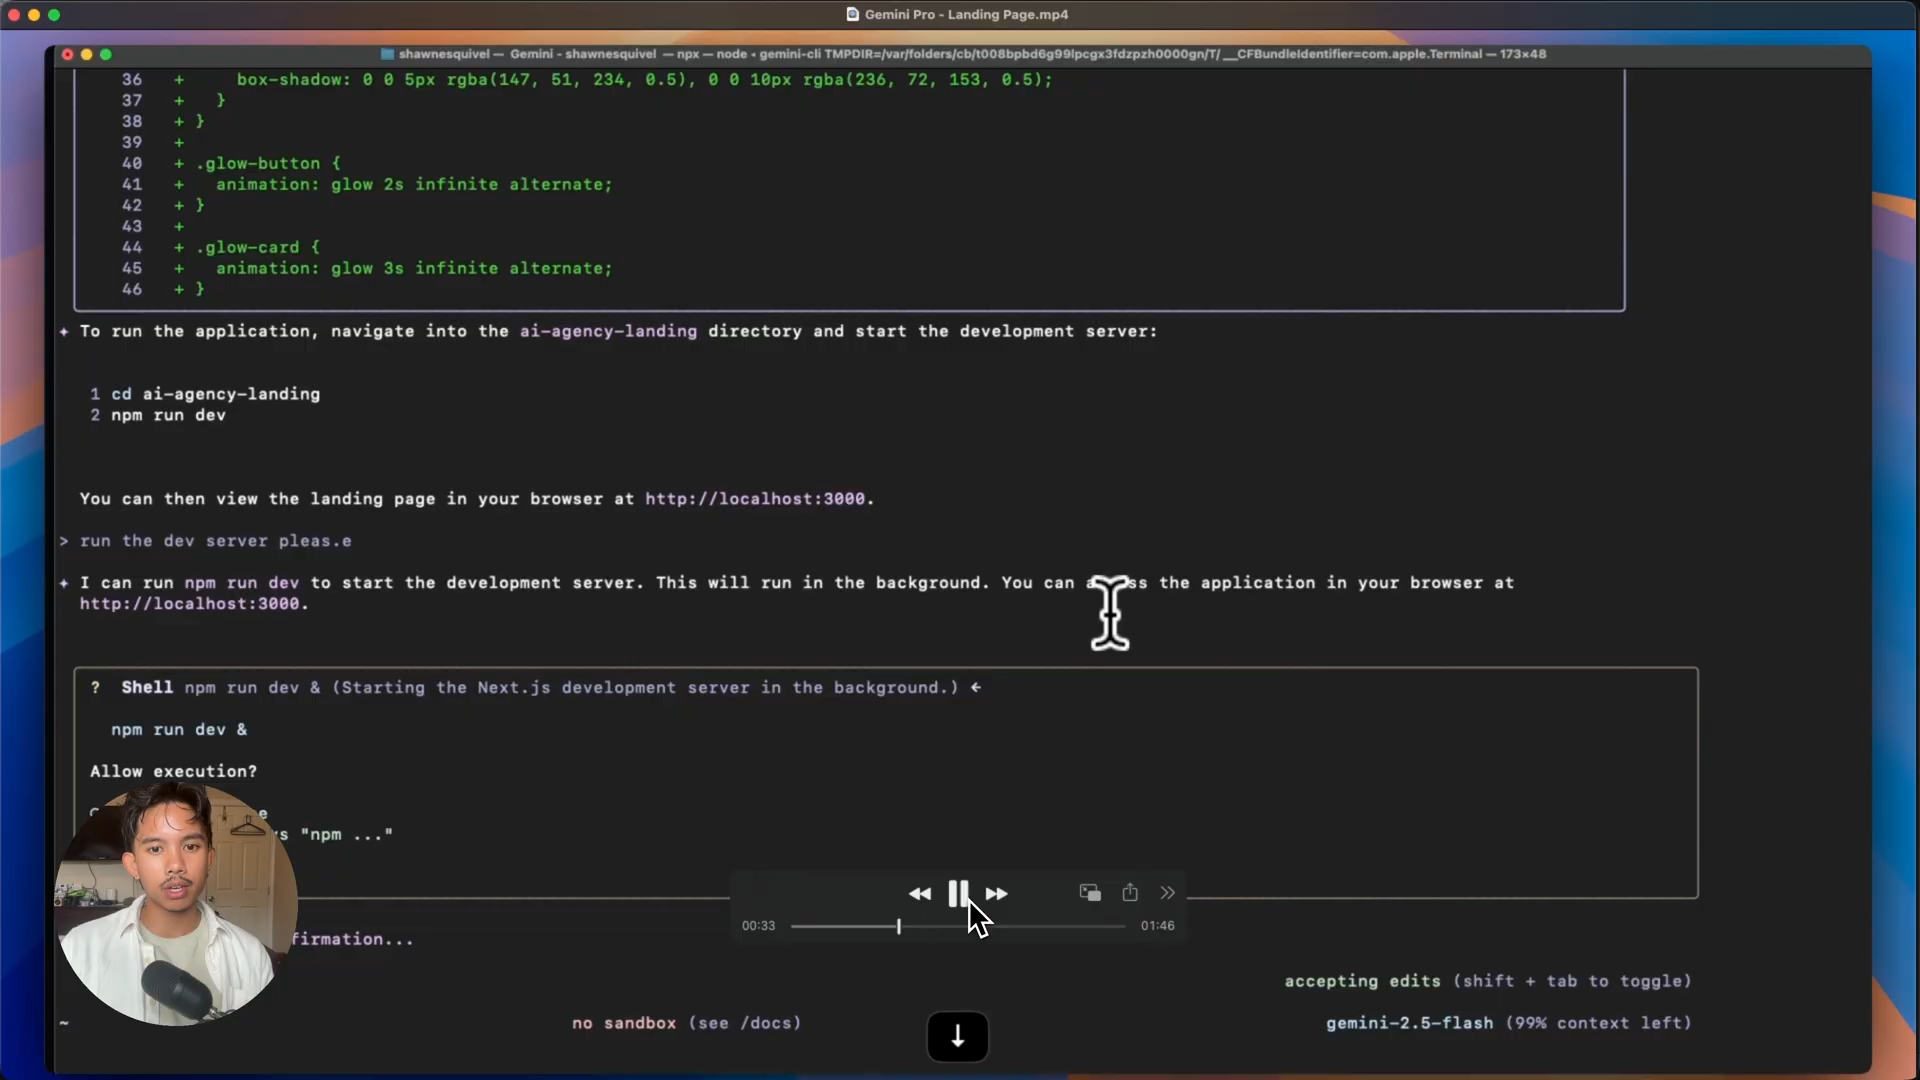 Gemini Pro - Landing Page.mp4
shawnesquivel — Gemini - shawnesquivel — npx — node • gemini-cli TMPDIR=/var/folders/cb/t008bpbd6g99lpcgx3fdzpzh0000gn/T/ __CFBundleIdentifier=com.apple.Terminal — 173×48
36 + box-shadow: 0 0 5px rgba(147, 51, 234, 0.5), 0 0 10px rgba(236, 72, 153, 0.5);
37 + }
38 + }
39 +
40 + .glow-button {
41 + animation: glow 2s infinite alternate;
42 + }
43 +
44 + .glow-card {
45 + animation: glow 3s infinite alternate;
46 + }
✦ To run the application, navigate into the ai-agency-landing directory and start the development server:
1 cd ai-agency-landing
2 npm run dev
You can then view the landing page in your browser at http://localhost:3000.
> run the dev server pleas.e
✦ I can run npm run dev to start the development server. This will run in the background. You can the application in your browser at
http://localhost:3000.
? Shell npm run dev & (Starting the Next.js development server in the background.) ←
npm run dev &
Allow execution?
"npm ..."
00:33
01:46
firmation...
accepting edits (shift + tab to toggle)
~ no sandbox (see /docs) gemini-2.5-flash (99% context left)